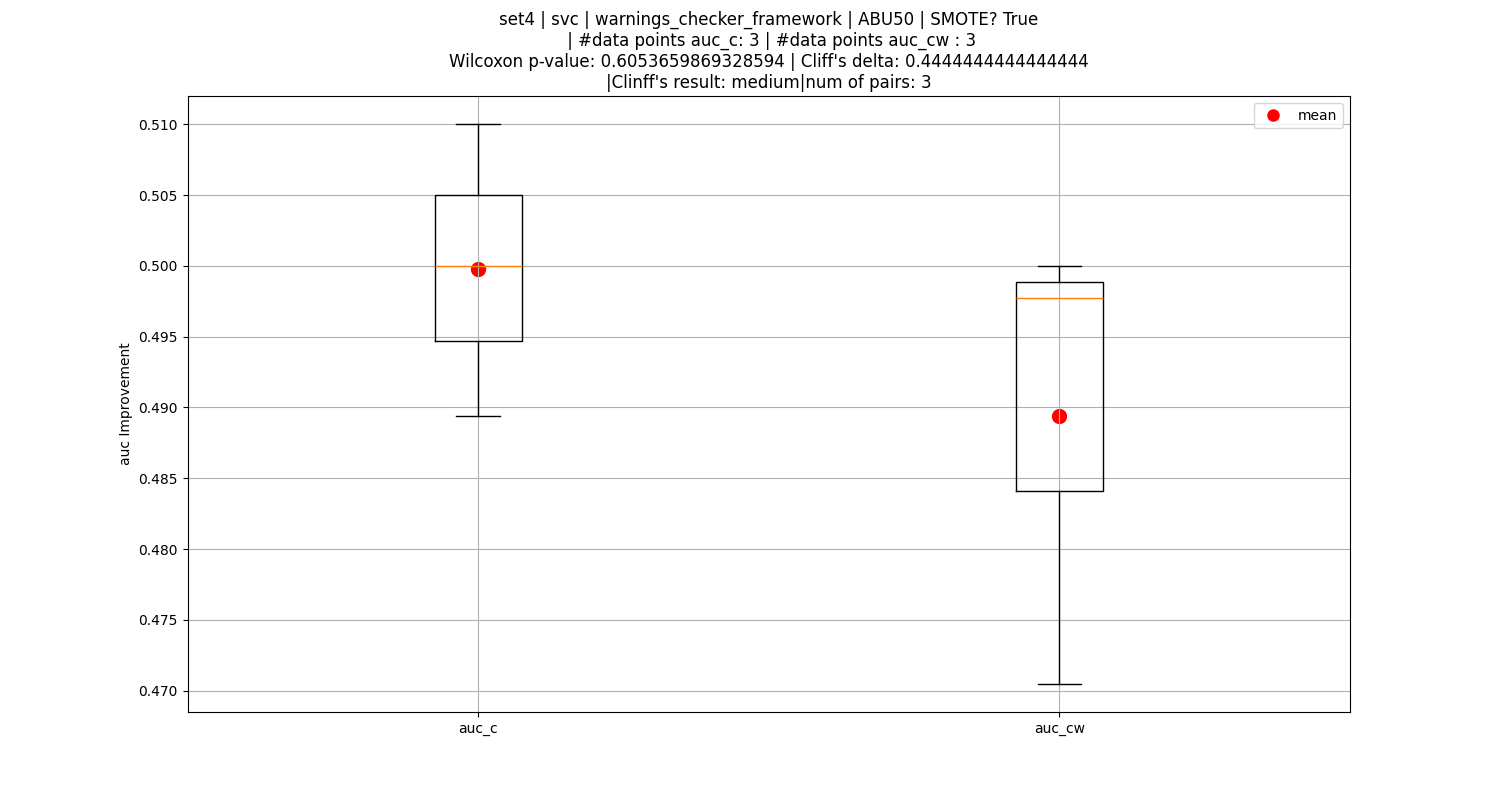 set4 | svc | warnings_checker_framework | ABU50 | SMOTE? True
| #data points auc_c: 3 | #data points auc_cw : 3
Wilcoxon p-value: 0.6053659869328594 | Cliff's delta: 0.4444444444444444
|Clinff's result: medium|num of pairs: 3
mean
0.510
0.505
0.500
0.495
0.490
0.485
0.480
0.475
0.470
auc Improvement
auc_c
auc_cw